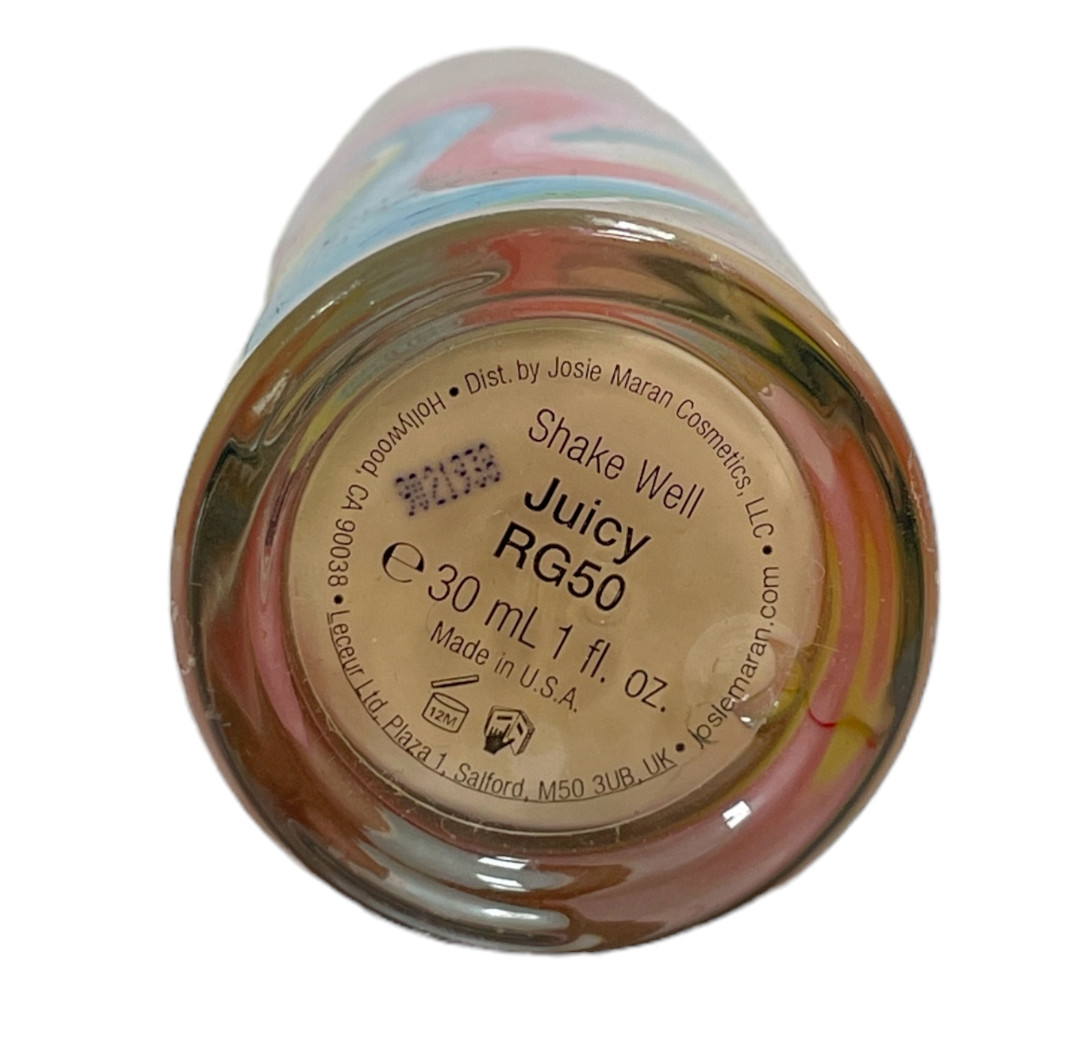 Dist. by Josie Maran Cosmetics, LLC • josiemaran.com • Leceur Ltd, Plaza 1, Salford, M50 3UB, UK • Hollywood, CA 90038 •
Shake Well
Juicy
RG50
℮ 30 mL 1 fl. oz.
Made in U.S.A.
12M